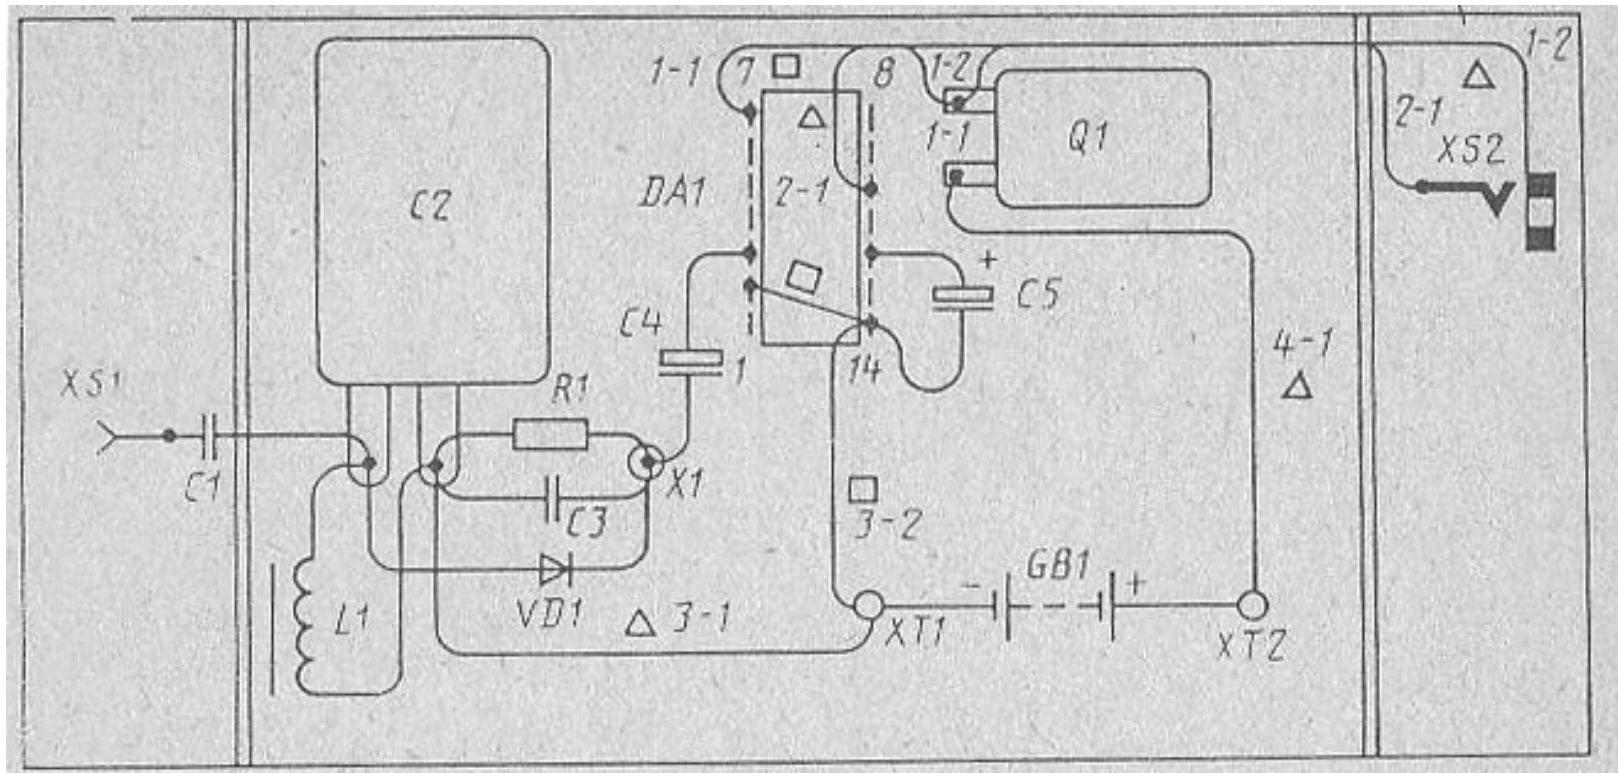 1-1 7 8 1-2 1-2
C2 1-1 Q1 2-1
DA1 2-1 XS2
+
C4 C5
1 14 4-1
XS1 R1
C1 X1
C3 3-2
- GB1 +
L1 VD1 3-1 XT1 XT2